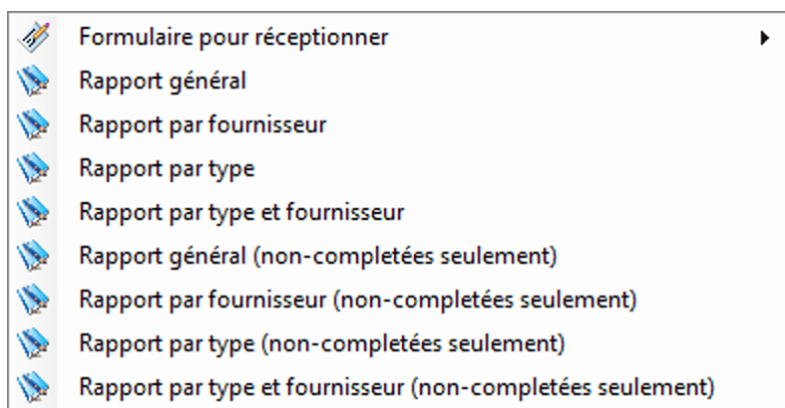 Formulaire pour réceptionner
Rapport général
Rapport par fournisseur
Rapport par type
Rapport par type et fournisseur
Rapport général (non-completées seulement)
Rapport par fournisseur (non-completées seulement)
Rapport par type (non-completées seulement)
Rapport par type et fournisseur (non-completées seulement)